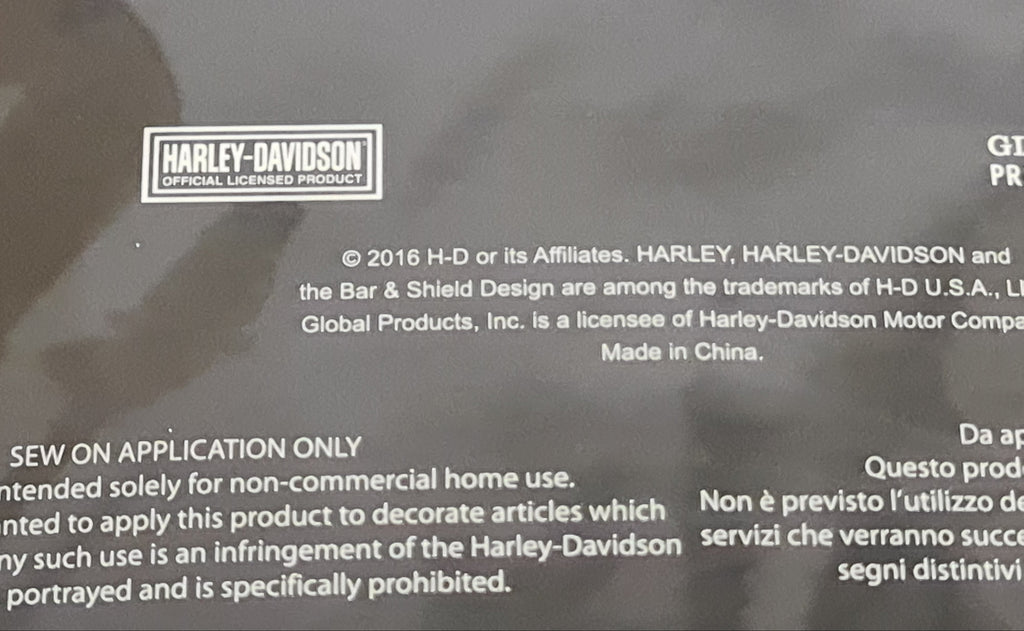 HARLEY-DAVIDSON
OFFICIAL LICENSED PRODUCT
© 2016 H-D or its Affiliates. HARLEY, HARLEY-DAVIDSON and
the Bar & Shield Design are among the trademarks of H-D U.S.A.,
Global Products, Inc. is a licensee of Harley-Davidson Motor
Made in China.
SEW ON APPLICATION ONLY
solely for non-commercial home use.
to apply this product to decorate articles which
such use is an infringement of the Harley-Davidson
portrayed and is specifically prohibited.
Da
Questo
Non è previsto l'utilizzo
servizi che verranno
segni distintivi